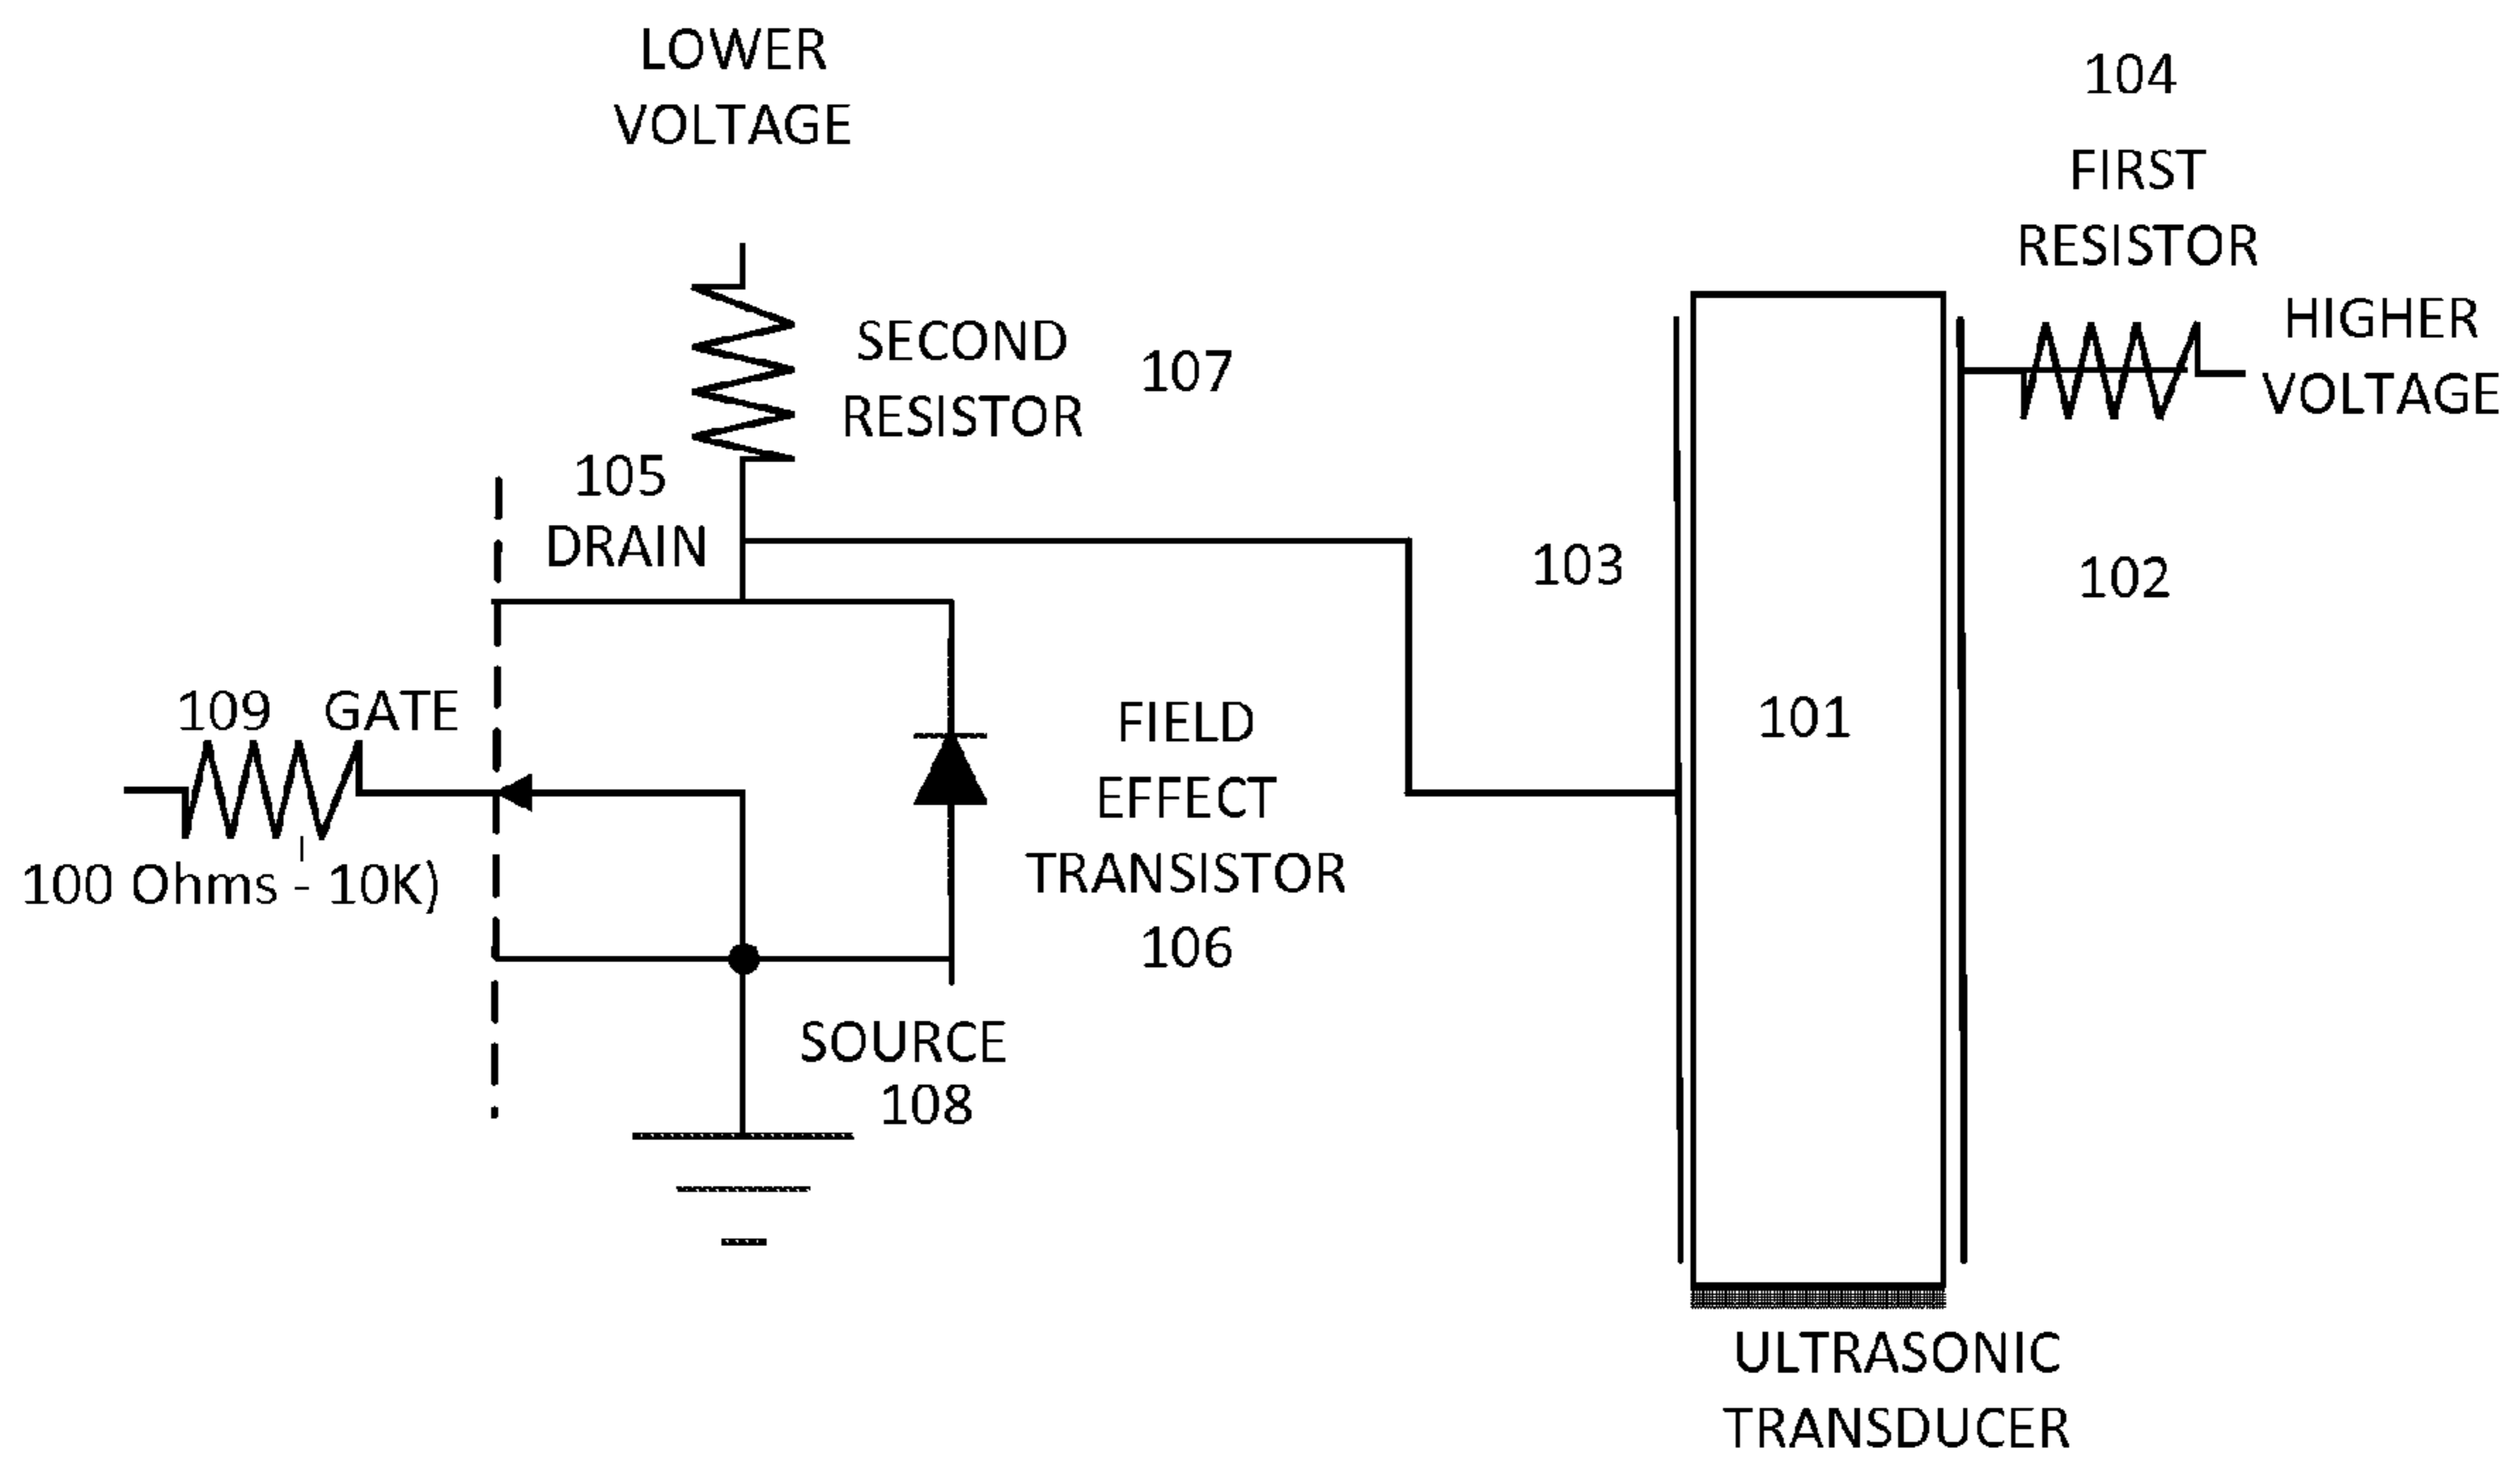 LOWER
VOLTAGE
104
FIRST
RESISTOR
HIGHER
VOLTAGE
SECOND
RESISTOR
107
105
DRAIN
103
102
109 GATE
101
FIELD
EFFECT
TRANSISTOR
106
100 Ohms - 10K)
SOURCE
108
ULTRASONIC
TRANSDUCER